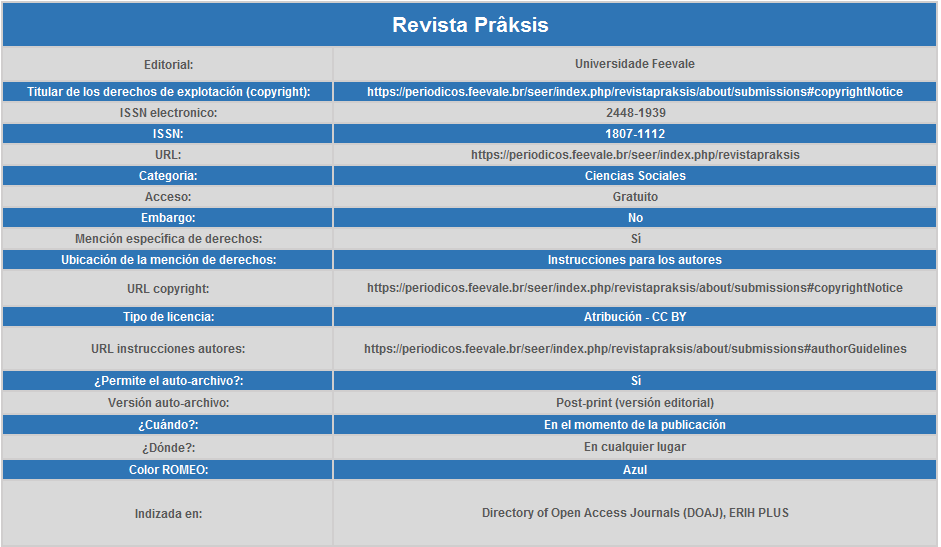 Revista Prâksis
Editorial: Universidade Feevale
Titular de los derechos de explotación (copyright): https://periodicos.feevale.br/seer/index.php/revistapraksis/about/submissions#copyrightNotice
ISSN electronico: 2448-1939
ISSN: 1807-1112
URL: https://periodicos.feevale.br/seer/index.php/revistapraksis
Categoria: Ciencias Sociales
Acceso: Gratuito
Embargo: No
Mención específica de derechos: Sí
Ubicación de la mención de derechos: Instrucciones para los autores
URL copyright: https://periodicos.feevale.br/seer/index.php/revistapraksis/about/submissions#copyrightNotice
Tipo de licencia: Atribución - CC BY
URL instrucciones autores: https://periodicos.feevale.br/seer/index.php/revistapraksis/about/submissions#authorGuidelines
¿Permite el auto-archivo?: Sí
Versión auto-archivo: Post-print (versión editorial)
¿Cuándo?: En el momento de la publicación
¿Dónde?: En cualquier lugar
Color ROMEO: Azul
Indizada en: Directory of Open Access Journals (DOAJ), ERIH PLUS